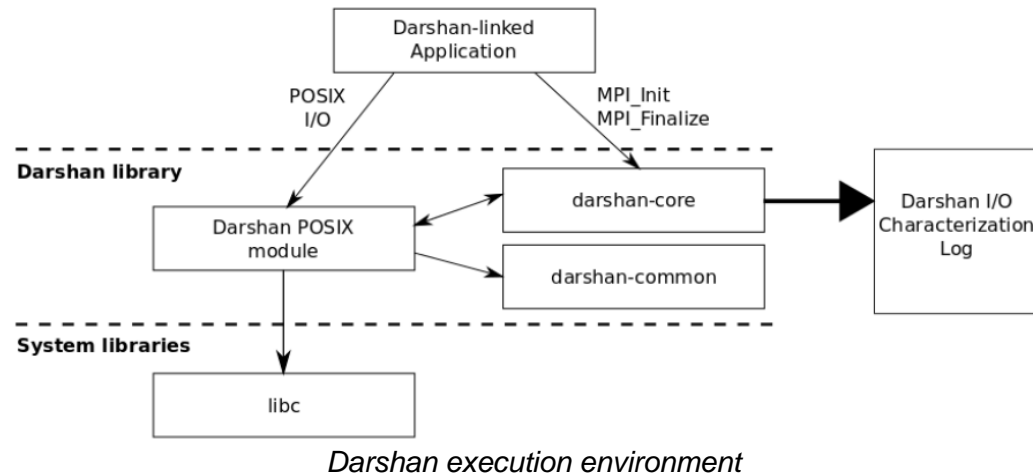 Darshan-linked
Application
POSIX
I/O
MPI_Init
MPI_Finalize
Darshan library
Darshan POSIX
module
darshan-core
darshan-common
Darshan I/O
Characterization
Log
System libraries
libc
Darshan execution environment